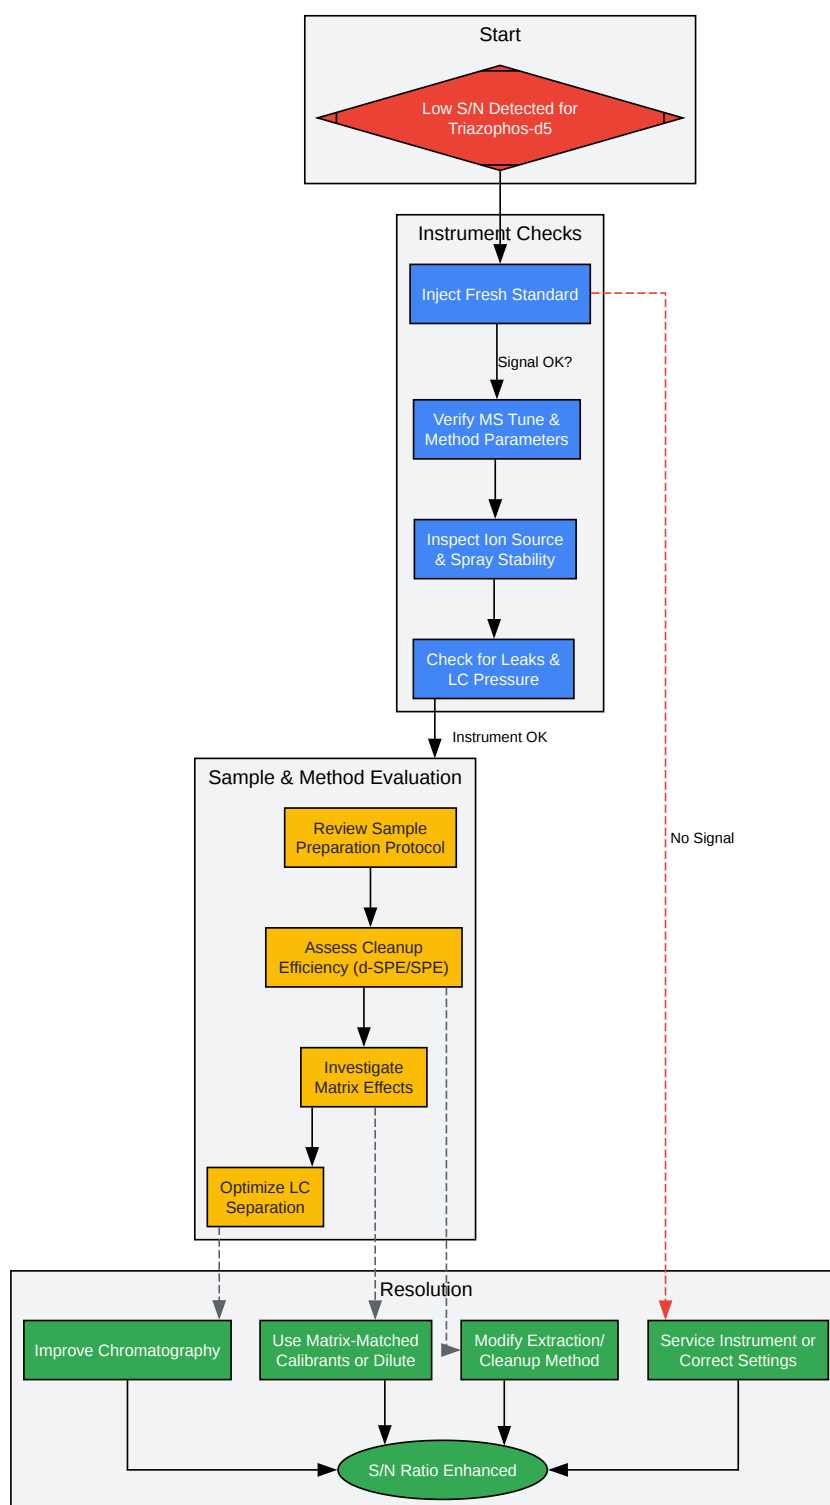 Start
Low S/N Detected for
Triazophos-d5
Instrument Checks
Inject Fresh Standard
Signal OK?
Verify MS Tune &
Method Parameters
Inspect Ion Source
& Spray Stability
Check for Leaks &
LC Pressure
Instrument OK
Sample & Method Evaluation
Review Sample
Preparation Protocol
No Signal
Assess Cleanup
Efficiency (d-SPE/SPE)
Investigate
Matrix Effects
Optimize LC
Separation
Resolution
Improve Chromatography
Use Matrix-Matched
Calibrants or Dilute
Modify Extraction/
Cleanup Method
Service Instrument or
Correct Settings
S/N Ratio Enhanced